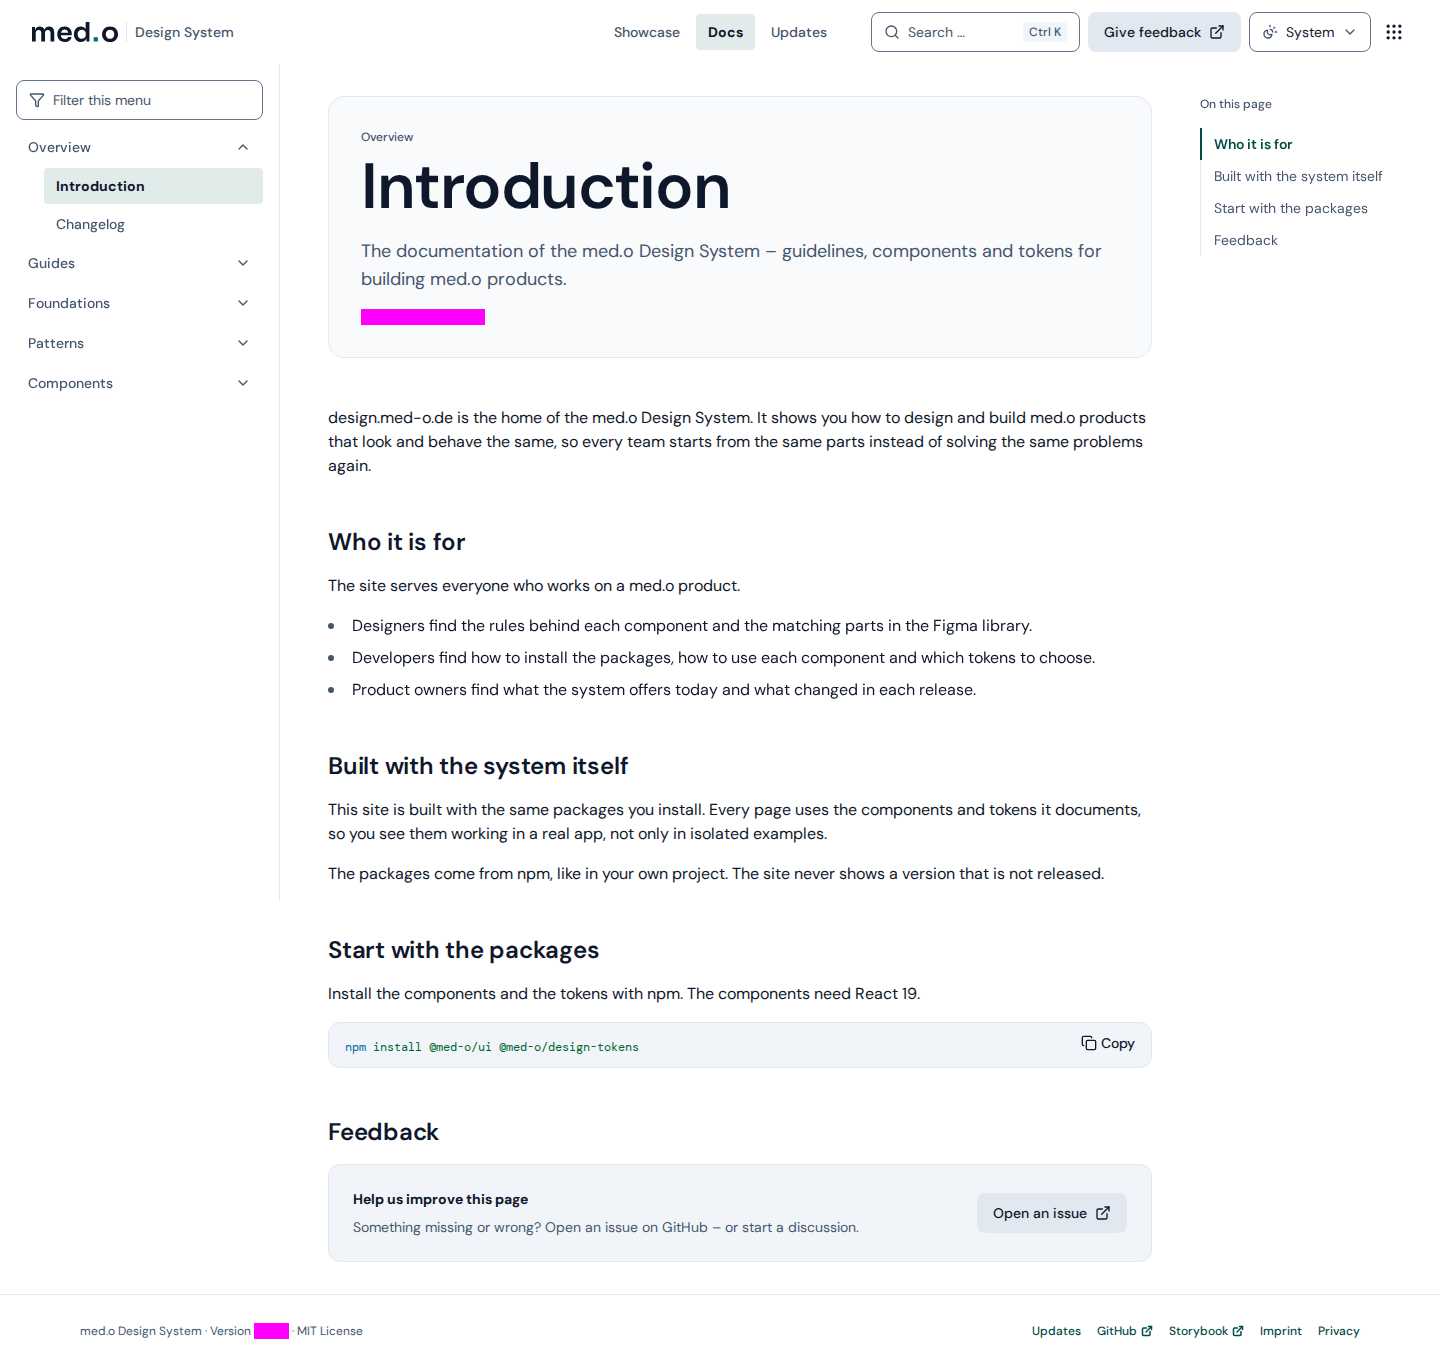 med.o Design System
Showcase
Docs
Updates
Search ...
Ctrl K
Give feedback
System
Filter this menu
Overview
Introduction
Changelog
Guides
Foundations
Patterns
Components
Overview
Introduction
The documentation of the med.o Design System – guidelines, components and tokens for
building med.o products.
design.med-o.de is the home of the med.o Design System. It shows you how to design and build med.o products
that look and behave the same, so every team starts from the same parts instead of solving the same problems
again.
Who it is for
The site serves everyone who works on a med.o product.
Designers find the rules behind each component and the matching parts in the Figma library.
Developers find how to install the packages, how to use each component and which tokens to choose.
Product owners find what the system offers today and what changed in each release.
Built with the system itself
This site is built with the same packages you install. Every page uses the components and tokens it documents,
so you see them working in a real app, not only in isolated examples.
The packages come from npm, like in your own project. The site never shows a version that is not released.
Start with the packages
Install the components and the tokens with npm. The components need React 19.
npm install @med-o/ui @med-o/design-tokens
Copy
Feedback
Help us improve this page
Something missing or wrong? Open an issue on GitHub – or start a discussion.
Open an issue
On this page
Who it is for
Built with the system itself
Start with the packages
Feedback
med.o Design System · Version · MIT License
Updates
GitHub
Storybook
Imprint
Privacy